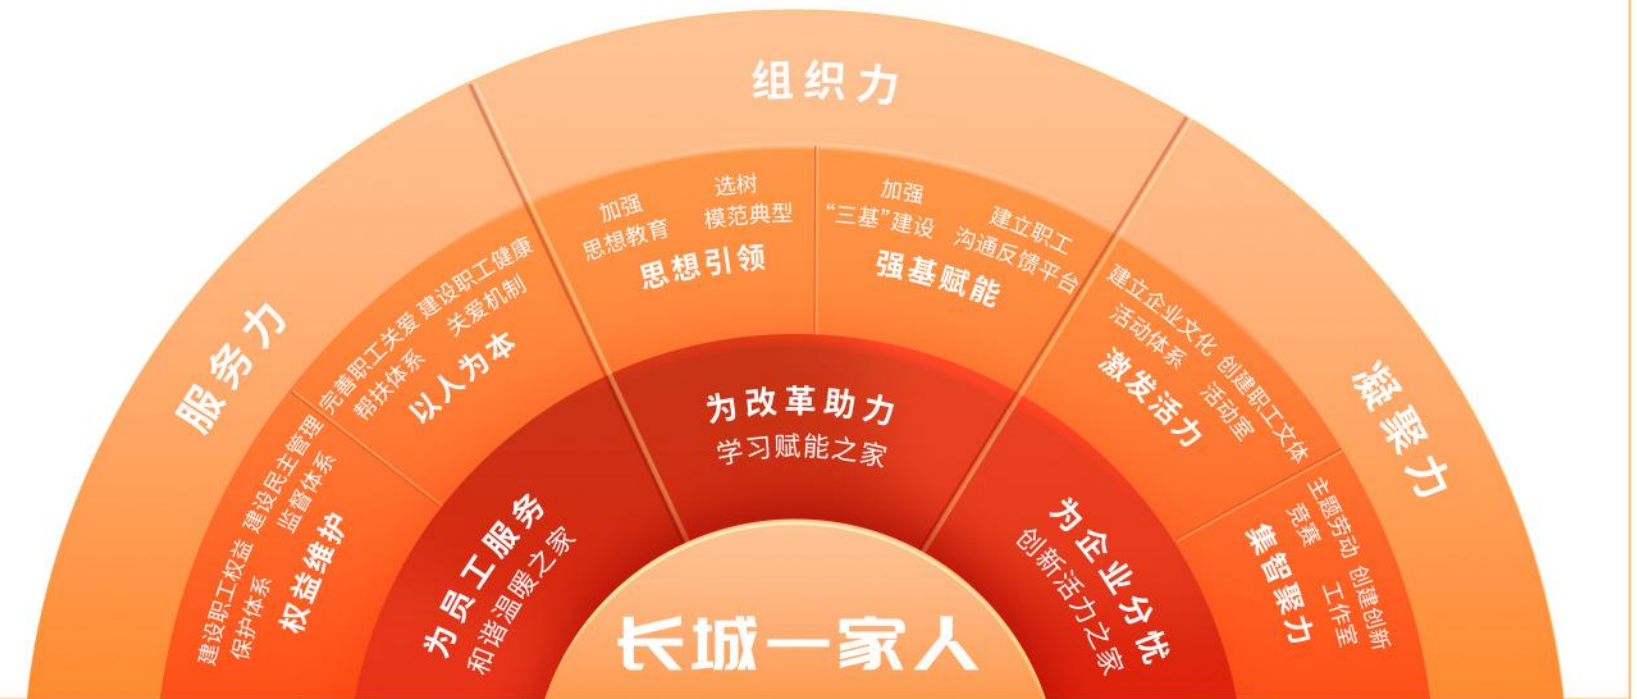 组织力
服务力
凝聚力
加强
思想教育
选树
模范典型
思想引领
加强
“三基”建设
建立职工
沟通反馈平台
强基赋能
完善职工关爱
帮扶体系
建设职工健康
关爱机制
以人为本
建设职工权益
保护体系
建设民主管理
监督体系
权益维护
建立企业文化
活动体系
创建职工文体
活动室
激发活力
主题劳动
竞赛
创建创新
工作室
集智聚力
为员工服务
和谐温暖之家
为改革助力
学习赋能之家
为企业分忧
创新活力之家
长城一家人